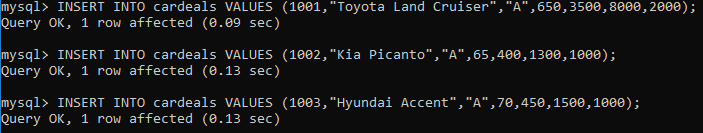 mysql> INSERT INTO cardeals VALUES (1001,"Toyota Land Cruiser","A",650,3500,8000,2000);
Query OK, 1 row affected (0.09 sec)
mysql> INSERT INTO cardeals VALUES (1002,"Kia Picanto","A",65,400,1300,1000);
Query OK, 1 row affected (0.13 sec)
mysql> INSERT INTO cardeals VALUES (1003,"Hyundai Accent","A",70,450,1500,1000);
Query OK, 1 row affected (0.13 sec)